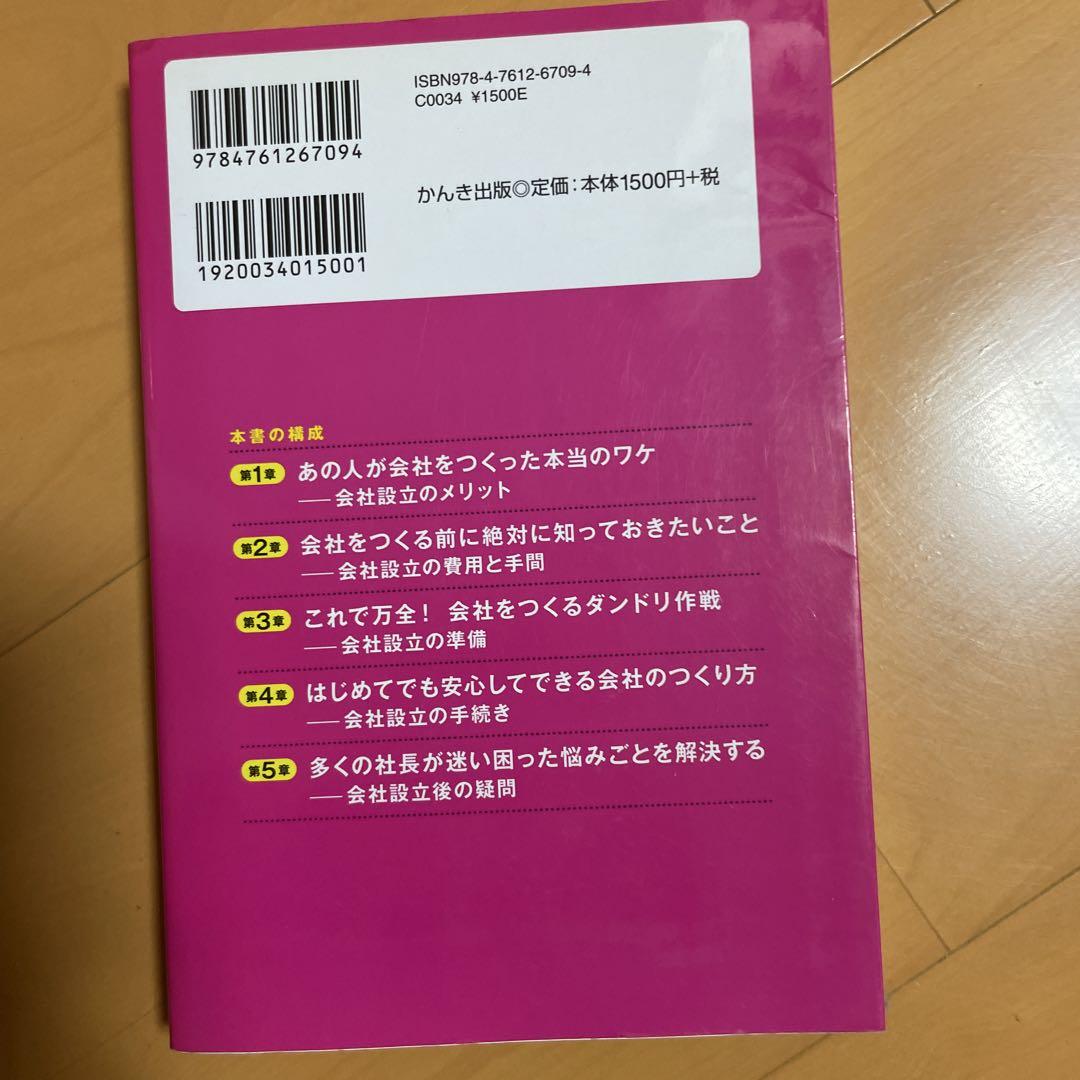 ISBN978-4-7612-6709-4
C0034 ¥1500E
9784761267094
かんき出版◎定価:本体1500円+税
1920034015001
本書の構成
第1章 あの人が会社をつくった本当のワケ
── 会社設立のメリット
第2章 会社をつくる前に絶対に知っておきたいこと
── 会社設立の費用と手間
第3章 これで万全! 会社をつくるダンドリ作戦
── 会社設立の準備
第4章 はじめてでも安心してできる会社のつくり方
── 会社設立の手続き
第5章 多くの社長が迷い困った悩みごとを解決する
── 会社設立後の疑問